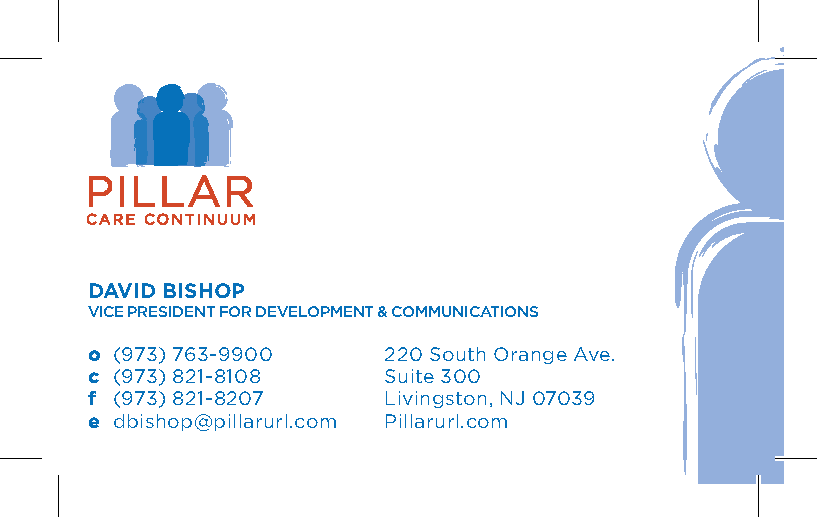 PILLAR
CARE CONTINUUM
DAVID BISHOP
VICE PRESIDENT FOR DEVELOPMENT & COMMUNICATIONS
o (973) 763-9900
c (973) 821-8108
f (973) 821-8207
e dbishop@pillarurl.com
220 South Orange Ave.
Suite 300
Livingston, NJ 07039
Pillarurl.com